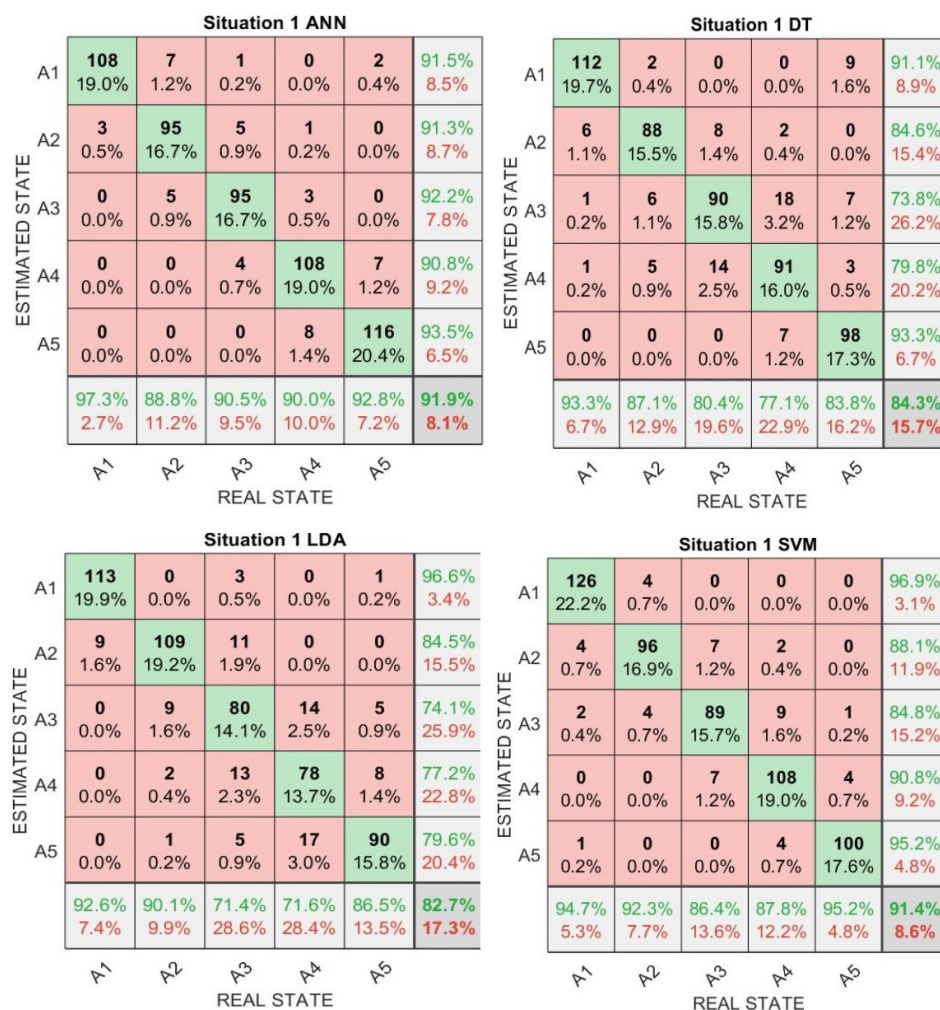 Situation 1 ANN
ESTIMATED STATE
A1 108 7 1 0 2 91.5%
19.0% 1.2% 0.2% 0.0% 0.4% 8.5%
A2 3 95 5 1 0 91.3%
0.5% 16.7% 0.9% 0.2% 0.0% 8.7%
A3 0 5 95 3 0 92.2%
0.0% 0.9% 16.7% 0.5% 0.0% 7.8%
A4 0 0 4 108 7 90.8%
0.0% 0.0% 0.7% 19.0% 1.2% 9.2%
A5 0 0 0 8 116 93.5%
0.0% 0.0% 0.0% 1.4% 20.4% 6.5%
97.3% 88.8% 90.5% 90.0% 92.8% 91.9%
2.7% 11.2% 9.5% 10.0% 7.2% 8.1%
A1 A2 A3 A4 A5
REAL STATE
Situation 1 DT
ESTIMATED STATE
A1 112 2 0 0 9 91.1%
19.7% 0.4% 0.0% 0.0% 1.6% 8.9%
A2 6 88 8 2 0 84.6%
1.1% 15.5% 1.4% 0.4% 0.0% 15.4%
A3 1 6 90 18 7 73.8%
0.2% 1.1% 15.8% 3.2% 1.2% 26.2%
A4 1 5 14 91 3 79.8%
0.2% 0.9% 2.5% 16.0% 0.5% 20.2%
A5 0 0 0 7 98 93.3%
0.0% 0.0% 0.0% 1.2% 17.3% 6.7%
93.3% 87.1% 80.4% 77.1% 83.8% 84.3%
6.7% 12.9% 19.6% 22.9% 16.2% 15.7%
A1 A2 A3 A4 A5
REAL STATE
Situation 1 LDA
ESTIMATED STATE
A1 113 0 3 0 1 96.6%
19.9% 0.0% 0.5% 0.0% 0.2% 3.4%
A2 9 109 11 0 0 84.5%
1.6% 19.2% 1.9% 0.0% 0.0% 15.5%
A3 0 9 80 14 5 74.1%
0.0% 1.6% 14.1% 2.5% 0.9% 25.9%
A4 0 2 13 78 8 77.2%
0.0% 0.4% 2.3% 13.7% 1.4% 22.8%
A5 0 1 5 17 90 79.6%
0.0% 0.2% 0.9% 3.0% 15.8% 20.4%
92.6% 90.1% 71.4% 71.6% 86.5% 82.7%
7.4% 9.9% 28.6% 28.4% 13.5% 17.3%
A1 A2 A3 A4 A5
REAL STATE
Situation 1 SVM
ESTIMATED STATE
A1 126 4 0 0 0 96.9%
22.2% 0.7% 0.0% 0.0% 0.0% 3.1%
A2 4 96 7 2 0 88.1%
0.7% 16.9% 1.2% 0.4% 0.0% 11.9%
A3 2 4 89 9 1 84.8%
0.4% 0.7% 15.7% 1.6% 0.2% 15.2%
A4 0 0 7 108 4 90.8%
0.0% 0.0% 1.2% 19.0% 0.7% 9.2%
A5 1 0 0 4 100 95.2%
0.2% 0.0% 0.0% 0.7% 17.6% 4.8%
94.7% 92.3% 86.4% 87.8% 95.2% 91.4%
5.3% 7.7% 13.6% 12.2% 4.8% 8.6%
A1 A2 A3 A4 A5
REAL STATE